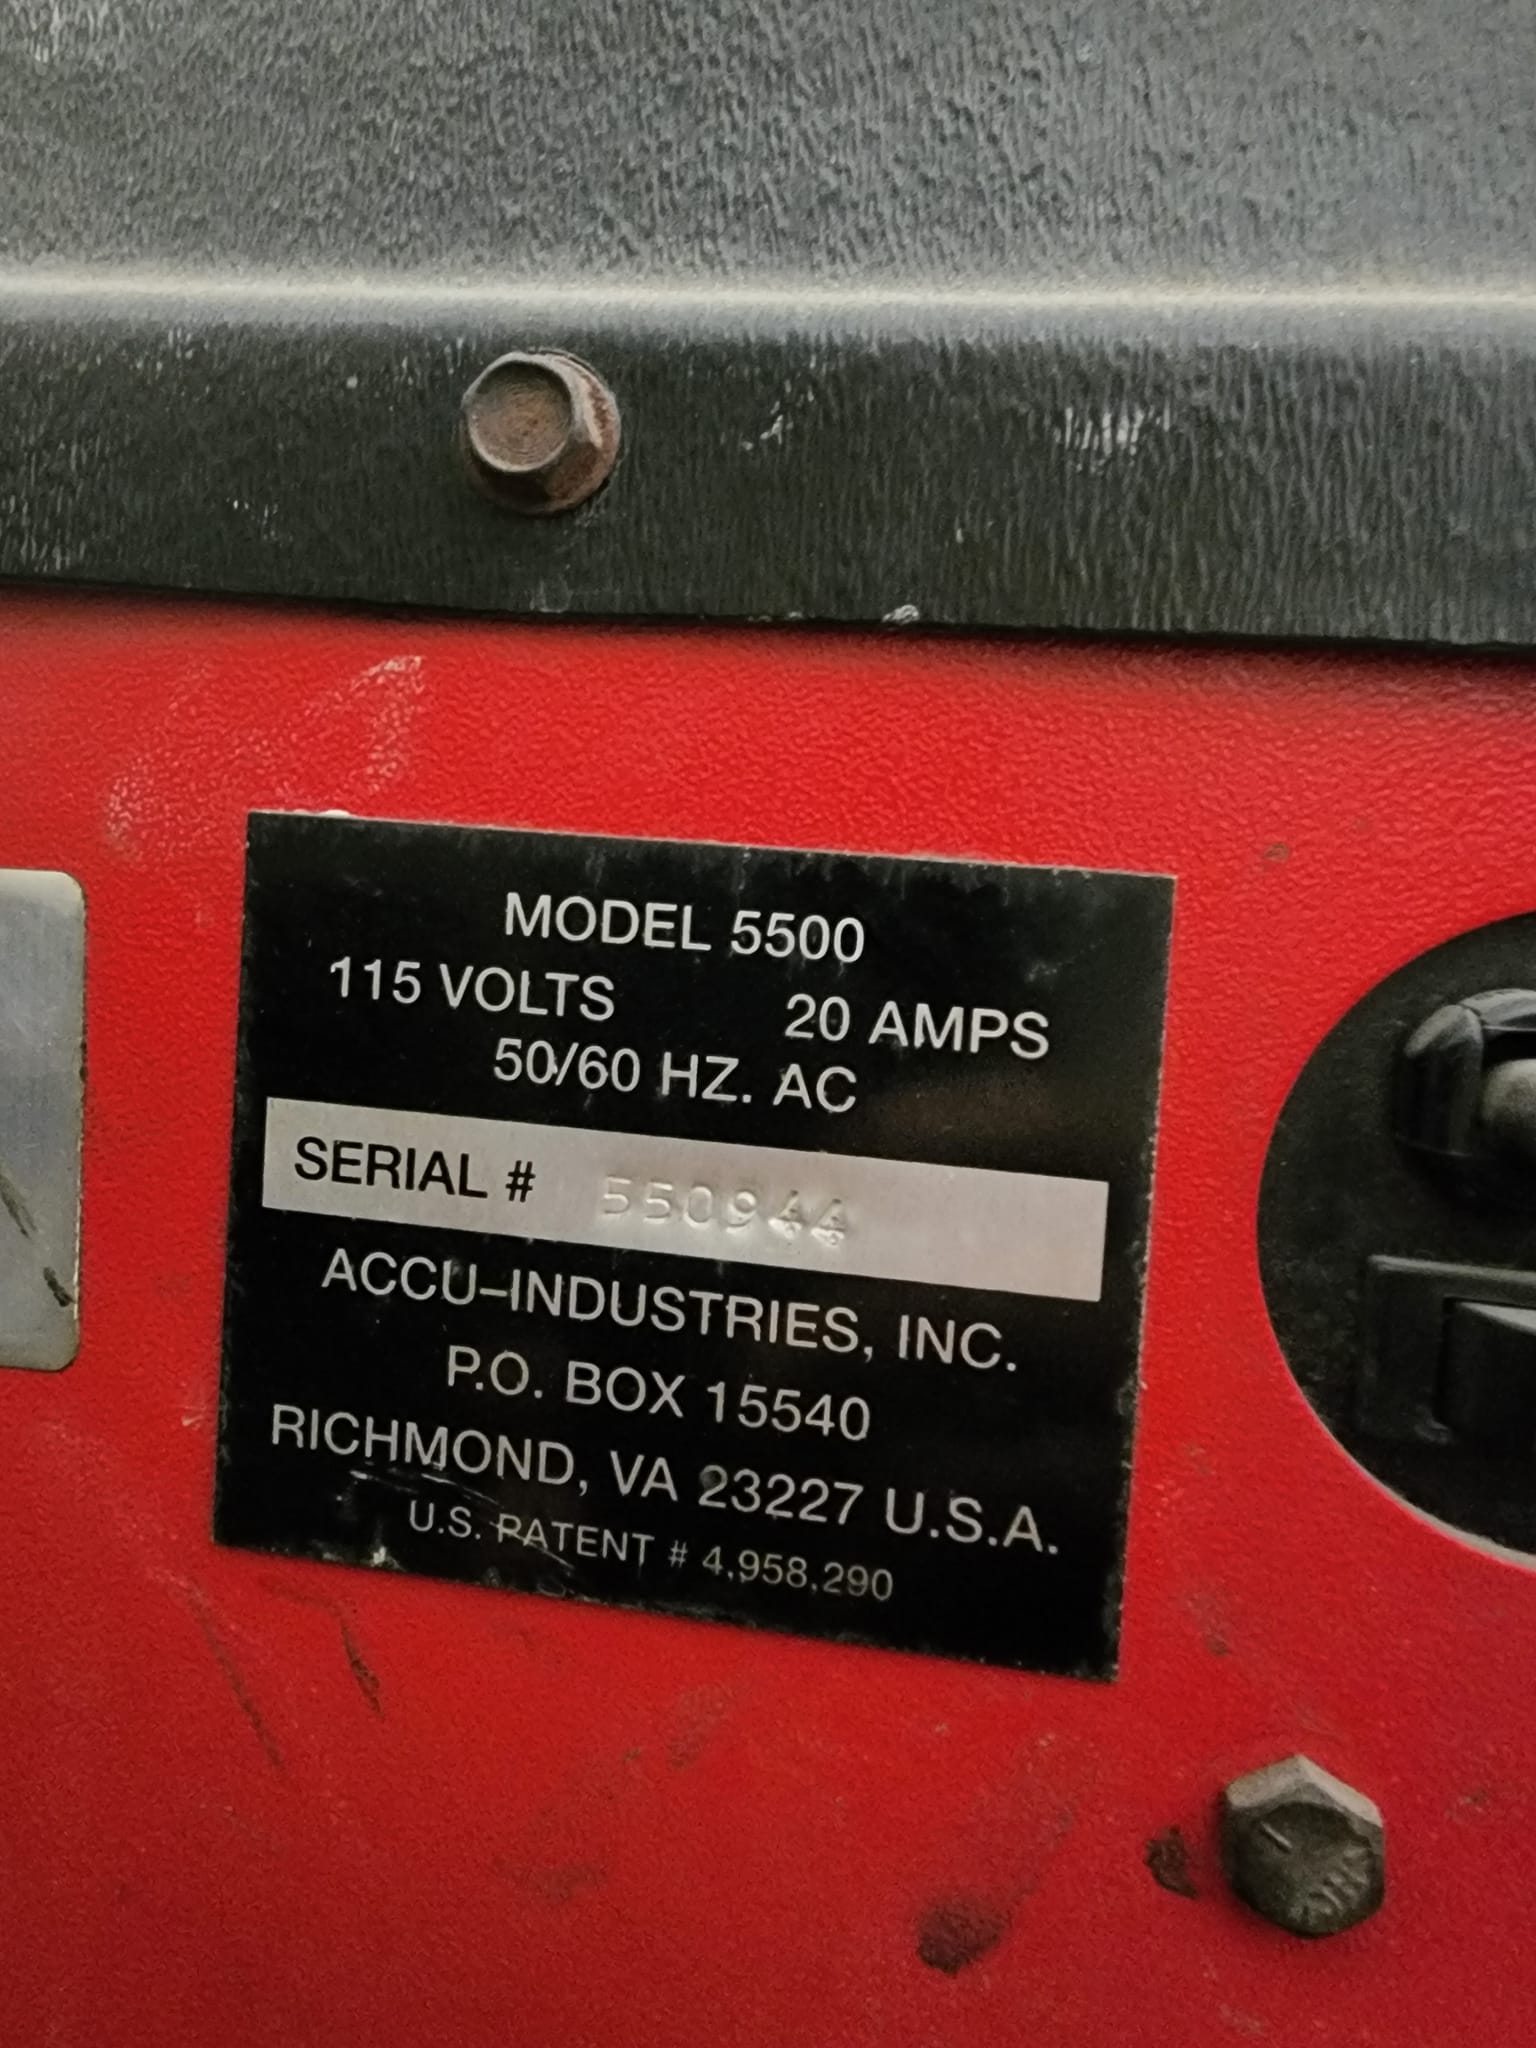 MODEL 5500
115 VOLTS 20 AMPS
50/60 HZ. AC
SERIAL # 550944
ACCU-INDUSTRIES, INC.
P.O. BOX 15540
RICHMOND, VA 23227 U.S.A.
U.S. PATENT # 4,958,290